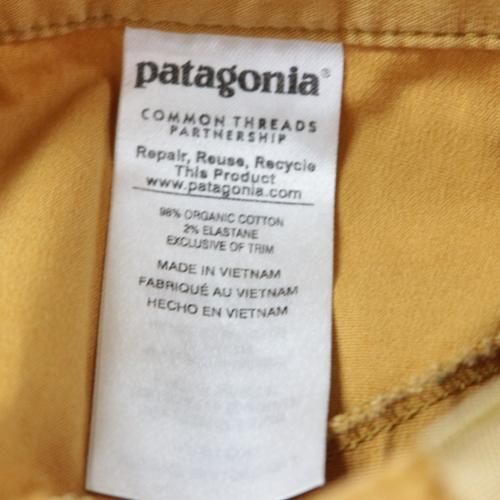 patagonia®
COMMON THREADS
PARTNERSHIP
Repair, Reuse, Recycle
This Product
www.patagonia.com
98% ORGANIC COTTON
2% ELASTANE
EXCLUSIVE OF TRIM
MADE IN VIETNAM
FABRIQUÉ AU VIETNAM
HECHO EN VIETNAM